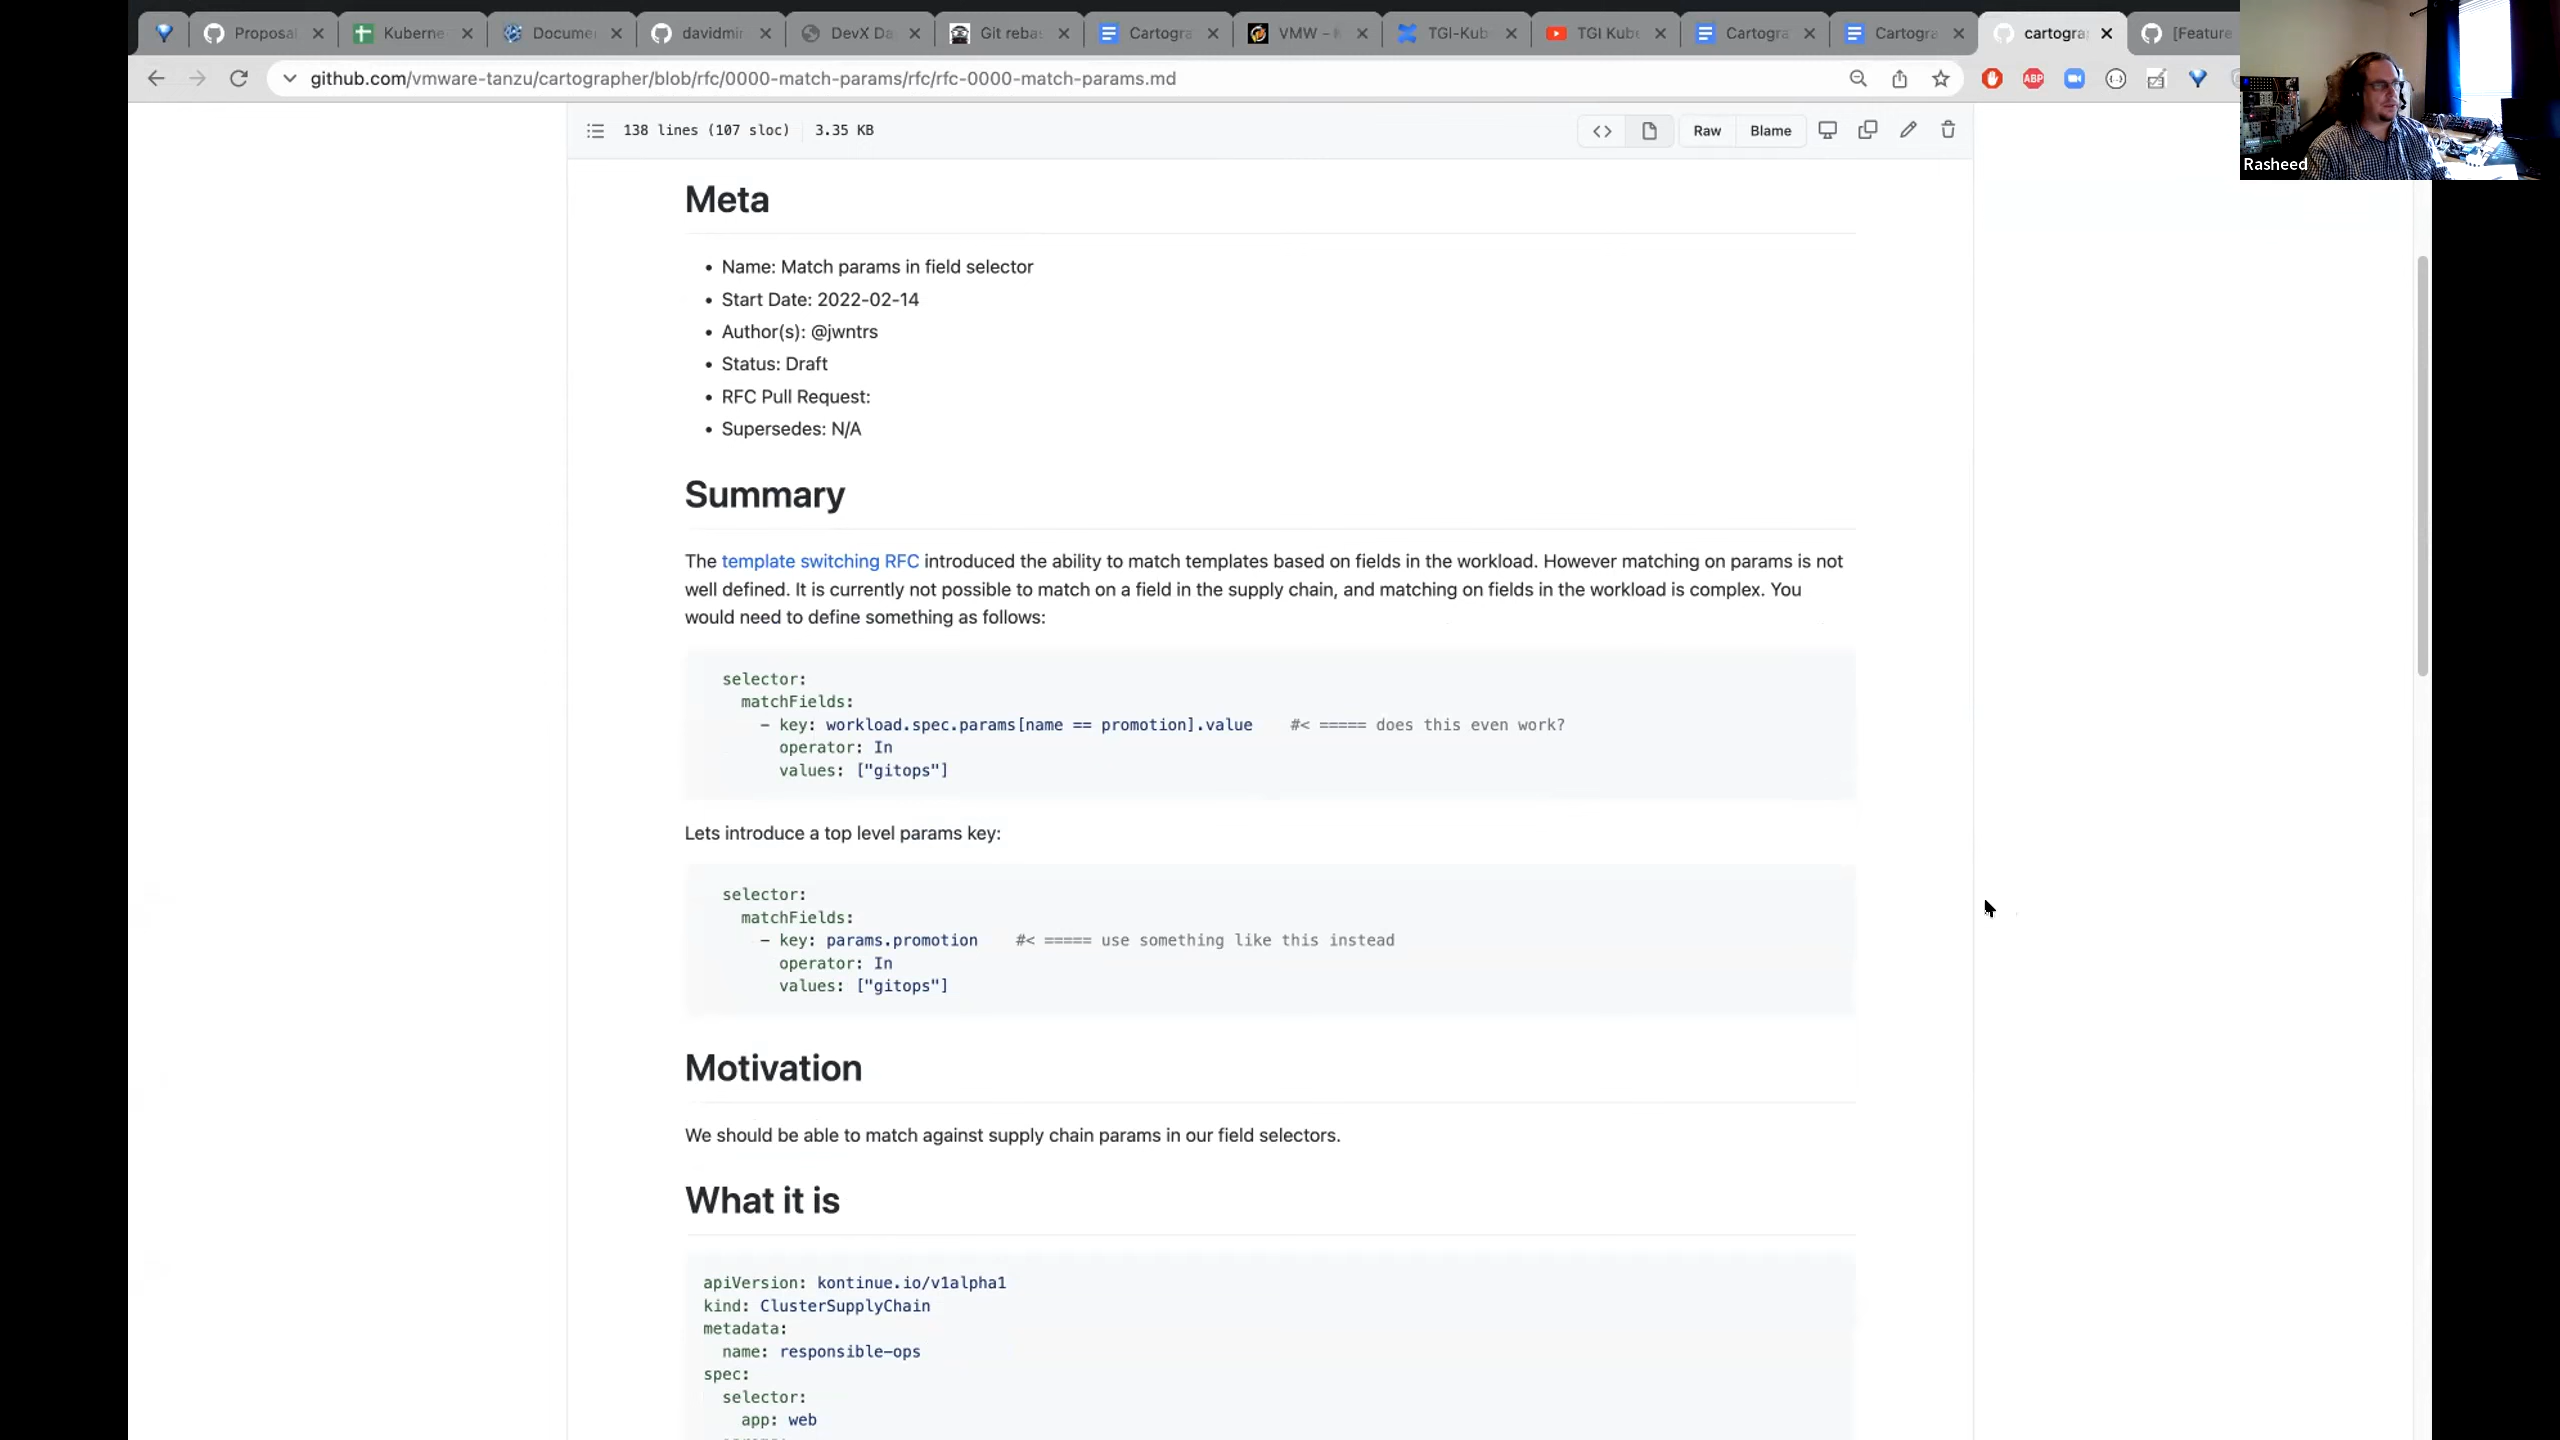 Proposal
Kuberne
Docume
davidmir
DevX Da
Git reba
Cartogra
VMW –
TGI-Kub
TGI Kube
Cartogra
Cartogra
cartogra
[Feature
github.com/vmware-tanzu/cartographer/blob/rfc/0000-match-params/rfc/rfc-0000-match-params.md
ABP
Rasheed
138 lines (107 sloc) 3.35 KB
Raw
Blame
Meta
• Name: Match params in field selector
• Start Date: 2022-02-14
• Author(s): @jwntrs
• Status: Draft
• RFC Pull Request:
• Supersedes: N/A
Summary
The template switching RFC introduced the ability to match templates based on fields in the workload. However matching on params is not
well defined. It is currently not possible to match on a field in the supply chain, and matching on fields in the workload is complex. You
would need to define something as follows:
selector:
matchFields:
- key: workload.spec.params[name == promotion].value #< ===== does this even work?
operator: In
values: ["gitops"]
Lets introduce a top level params key:
selector:
matchFields:
- key: params.promotion #< ===== use something like this instead
operator: In
values: ["gitops"]
Motivation
We should be able to match against supply chain params in our field selectors.
What it is
apiVersion: kontinue.io/v1alpha1
kind: ClusterSupplyChain
metadata:
name: responsible-ops
spec:
selector:
app: web